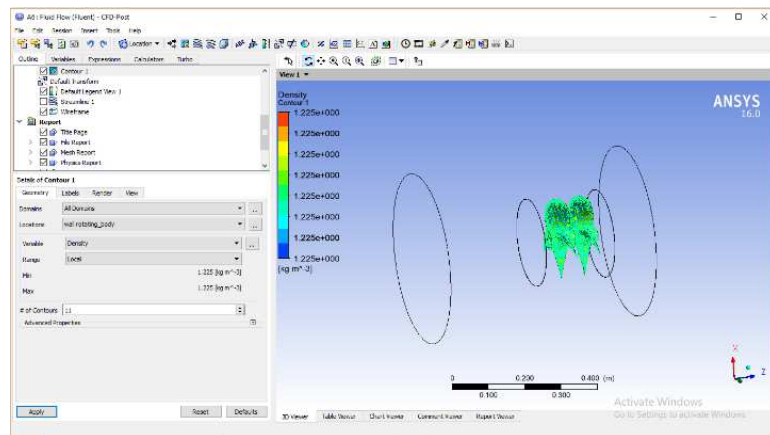 A8 : Fluid Flow (Fluent) - CFD-Post
File Edit Session Insert Tools Help
Location
Outline Variables Expressions Calculators Turbo
Contour 1
Default Transform
Default Legend View 1
Streamline 1
Wireframe
Report
Title Page
File Report
Mesh Report
Physics Report
Details of Contour 1
Geometry Labels Render View
Domains All Domains ...
Locations wall rotating_body ...
Variable Density ...
Range Local
Min 1.225 [kg m^-3]
Max 1.225 [kg m^-3]
# of Contours 11
Advanced Properties
Apply Reset Defaults
View 1
Density
Contour 1
1.225e+000
1.225e+000
1.225e+000
1.225e+000
1.225e+000
1.225e+000
1.225e+000
1.225e+000
[kg m^-3]
ANSYS
16.0
X
Z
0 0.200 0.400 (m)
0.100 0.300
Activate Windows
Go to Settings to activate Windows.
3D Viewer Table Viewer Chart Viewer Comment Viewer Report Viewer